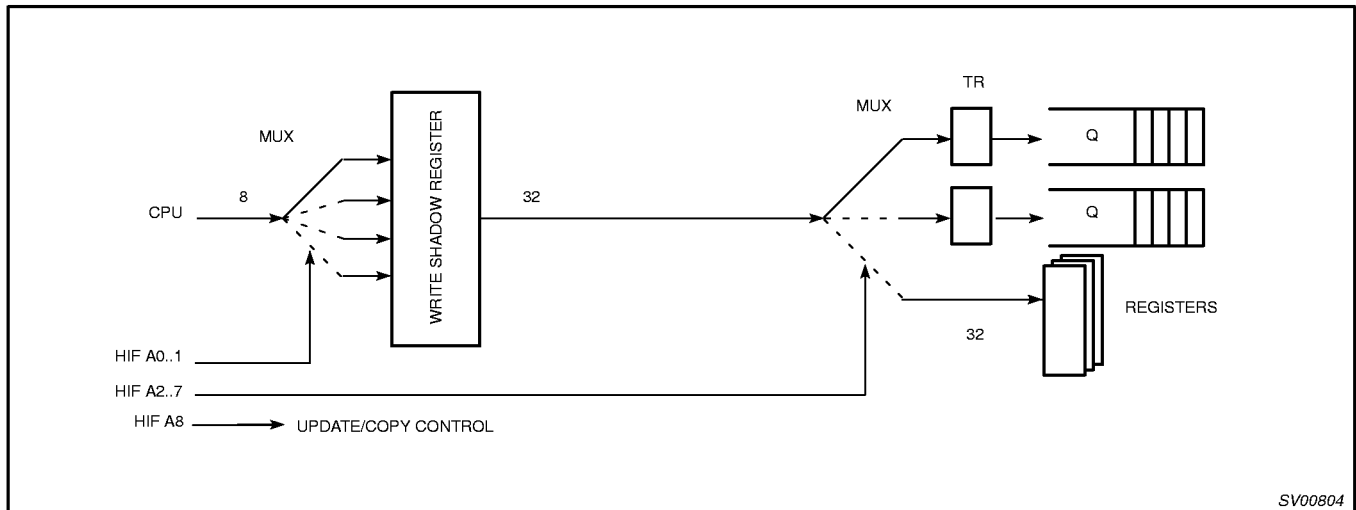 TR
MUX
MUX
Q
WRITE SHADOW REGISTER
8
32
CPU
Q
REGISTERS
32
HIF A0..1
HIF A2..7
HIF A8
UPDATE/COPY CONTROL
SV00804